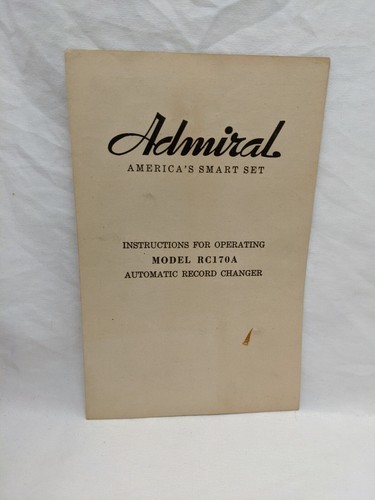 Admiral
AMERICA'S SMART SET
INSTRUCTIONS FOR OPERATING
MODEL RC170A
AUTOMATIC RECORD CHANGER